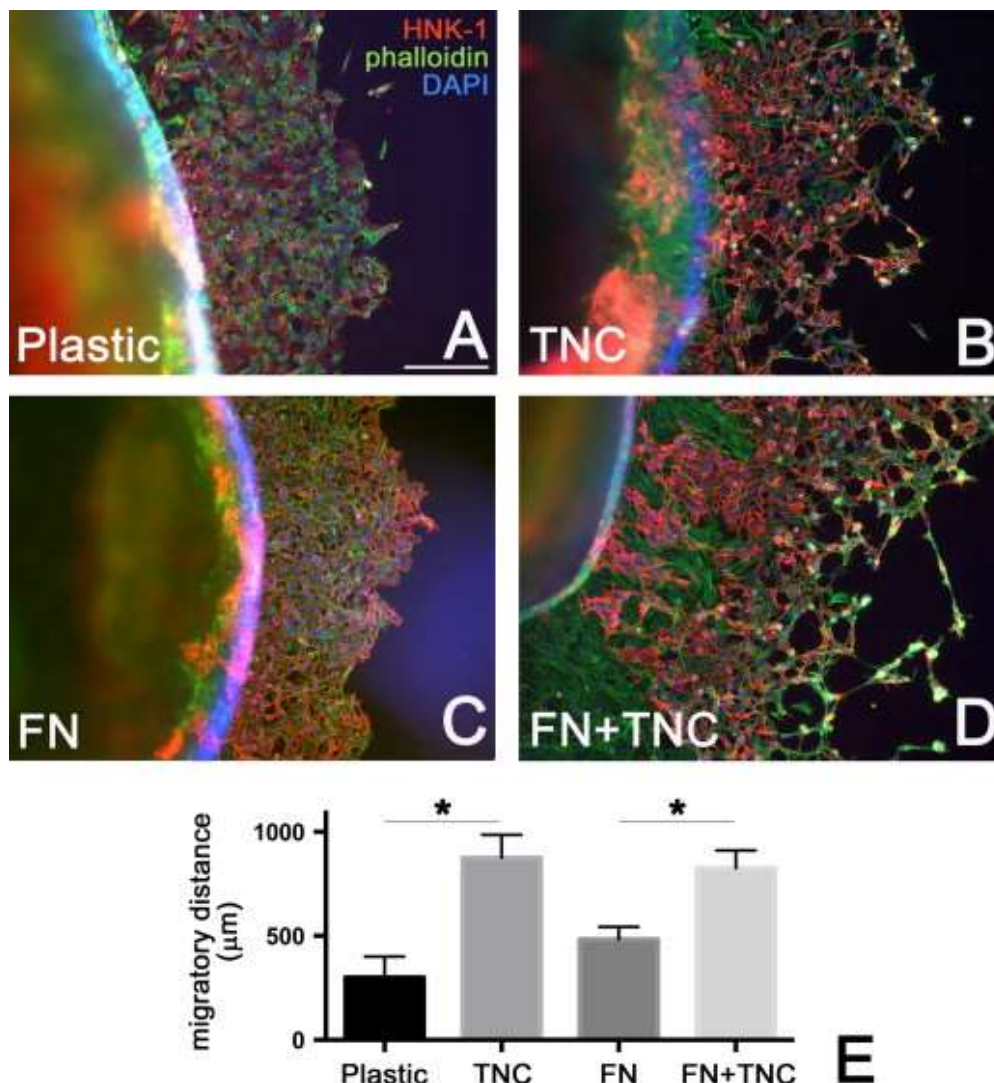 HNK-1
phalloidin
DAPI
Plastic
A
TNC
B
FN
C
FN+TNC
D
*
*
migratory distance
(μm)
1000
500
0
Plastic
TNC
FN
FN+TNC
E